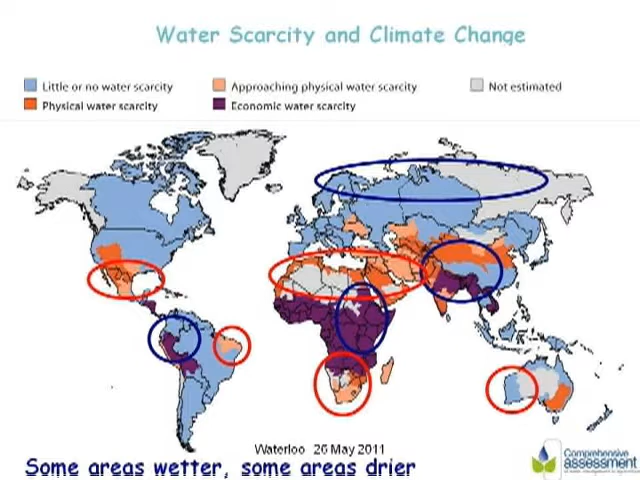 Water Scarcity and Climate Change
Little or no water scarcity
Approaching physical water scarcity
Not estimated
Physical water scarcity
Economic water scarcity
Waterloo 26 May 2011
Some areas wetter, some areas drier
Comprehensive
assessment